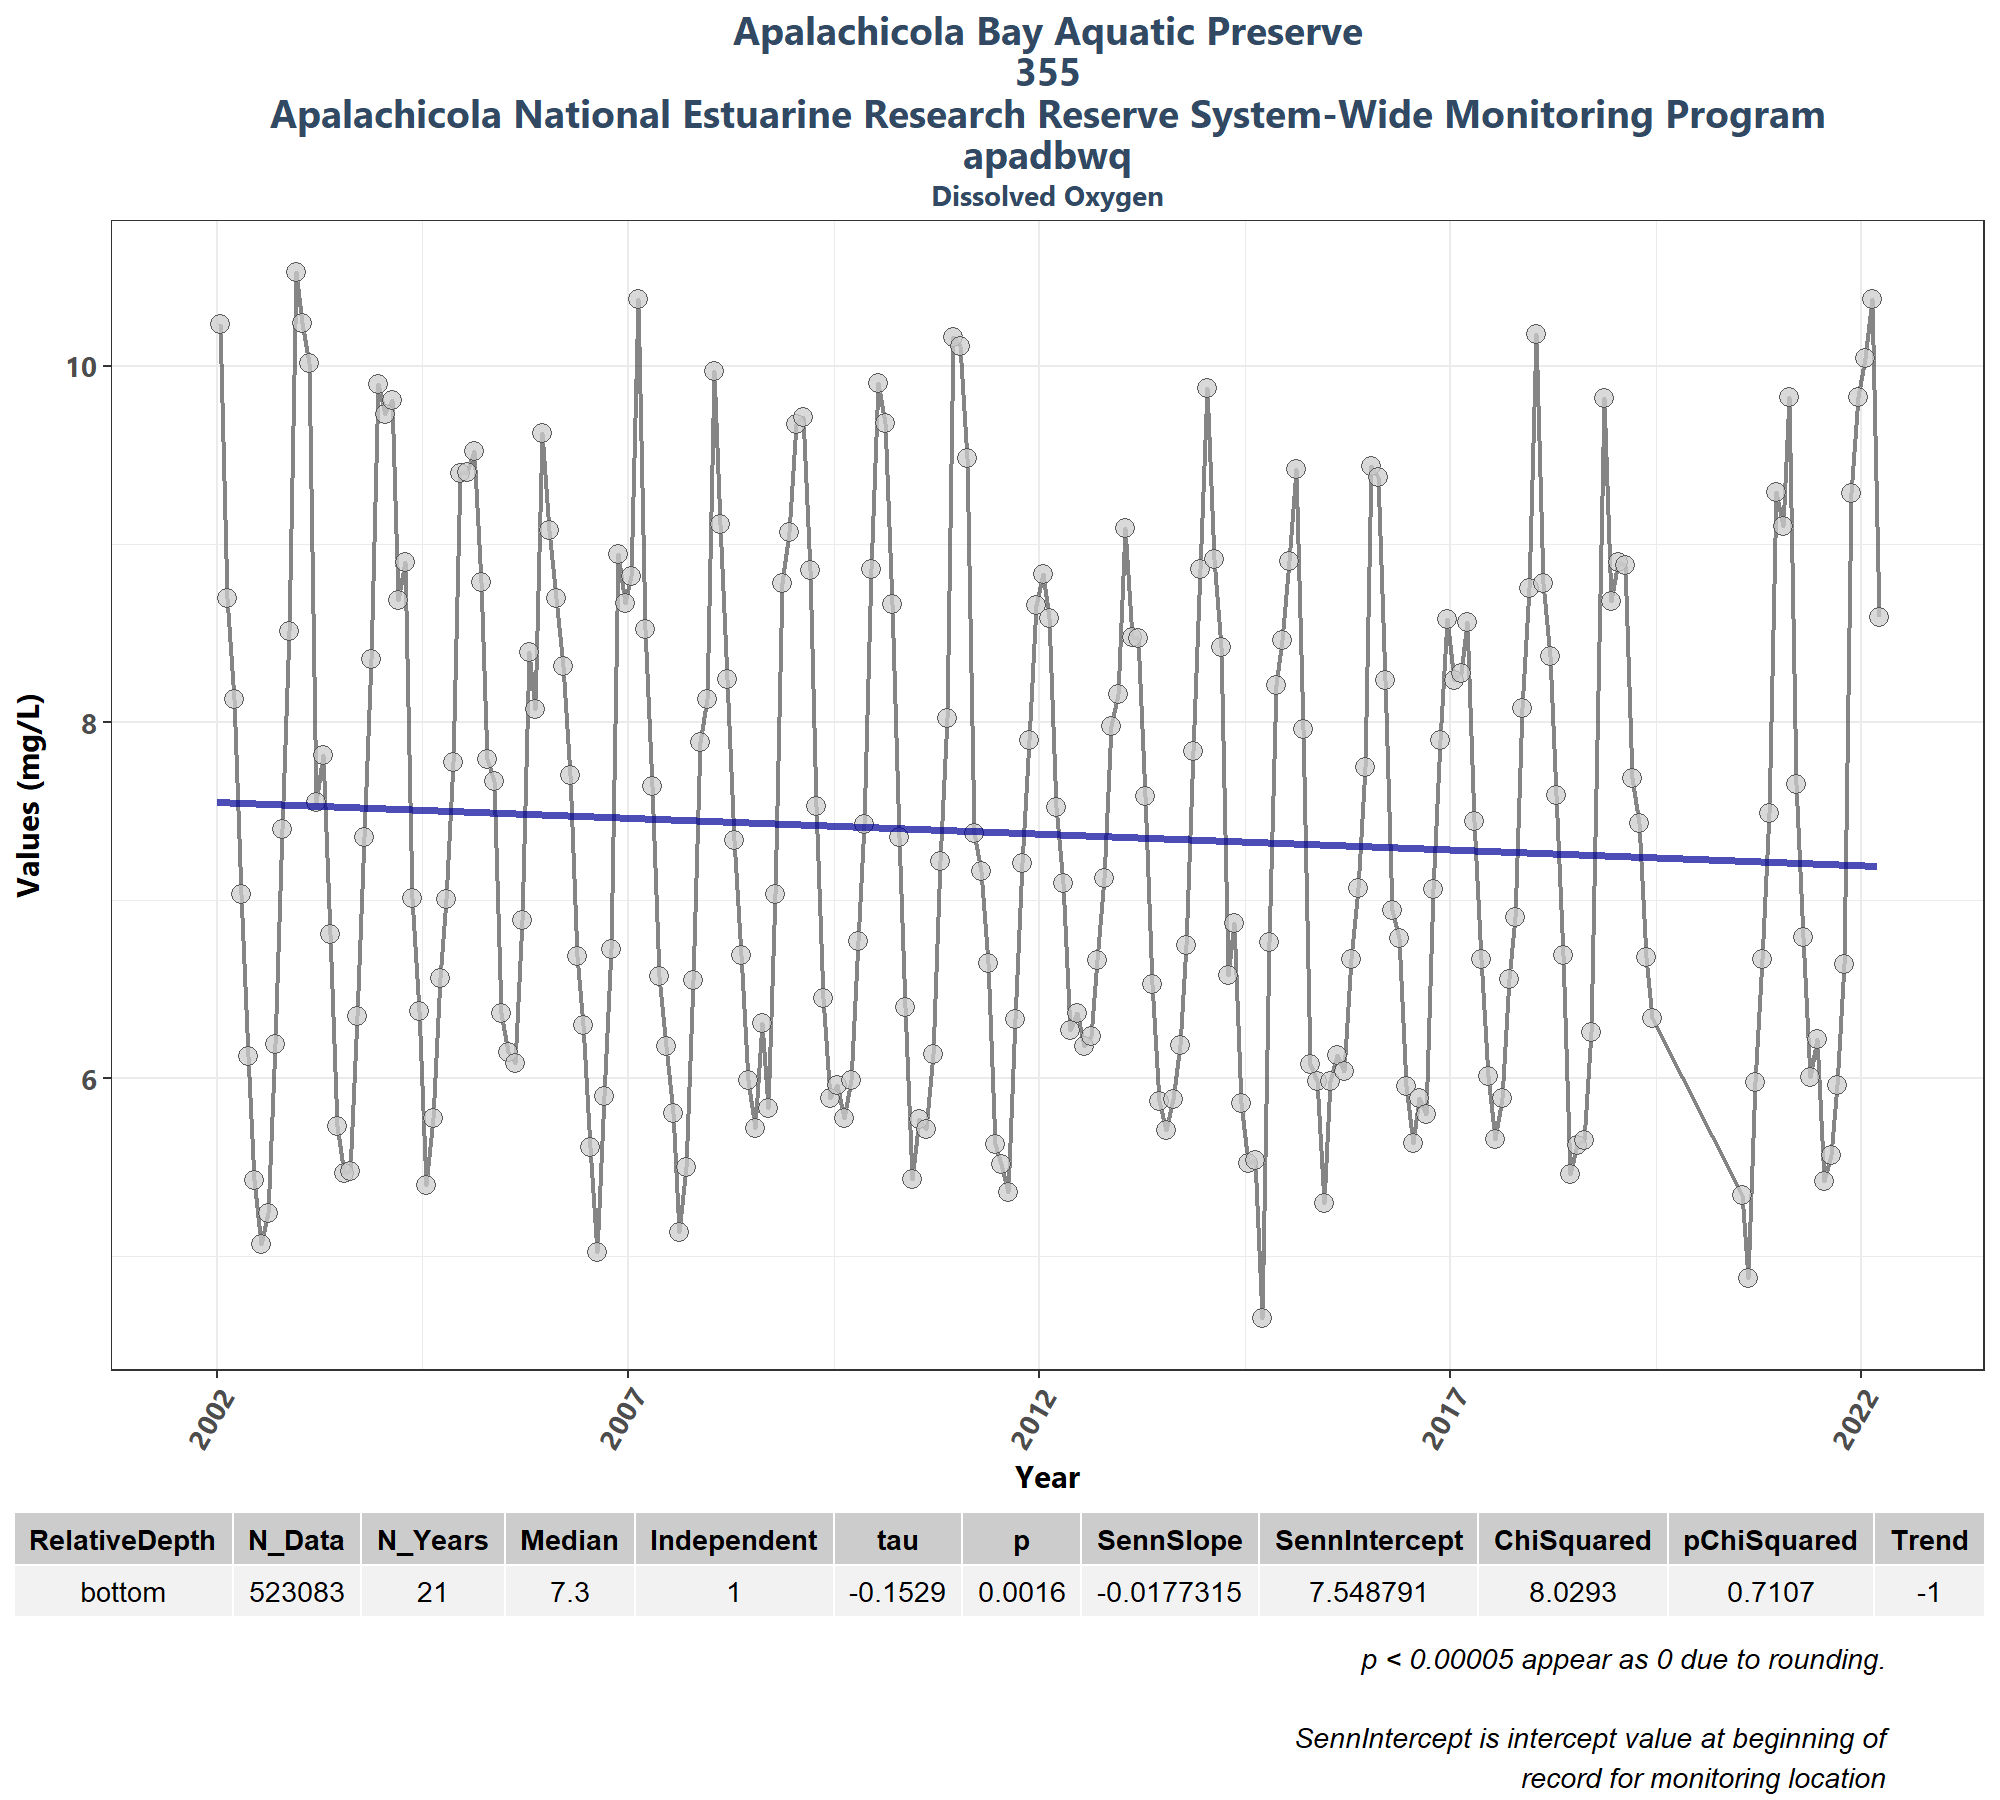 Apalachicola Bay Aquatic Preserve
355
Apalachicola National Estuarine Research Reserve System-Wide Monitoring Program
apadbwq
Dissolved Oxygen
Values (mg/L)
10
8
6
2002 2007 2012 2017 2022
Year
RelativeDepth N_Data N_Years Median Independent tau p SennSlope SennIntercept ChiSquared pChiSquared Trend
bottom 523083 21 7.3 1 -0.1529 0.0016 -0.0177315 7.548791 8.0293 0.7107 -1
p < 0.00005 appear as 0 due to rounding.
SennIntercept is intercept value at beginning of
record for monitoring location